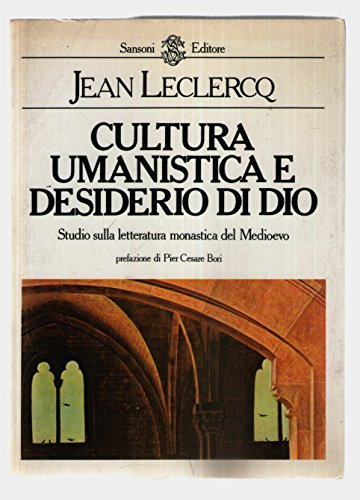 Sansoni Editore
JEAN LECLERCQ
CULTURA
UMANISTICA E
DESIDERIO DI DIO
Studio sulla letteratura monastica del Medioevo
prefazione di Pier Cesare Bori